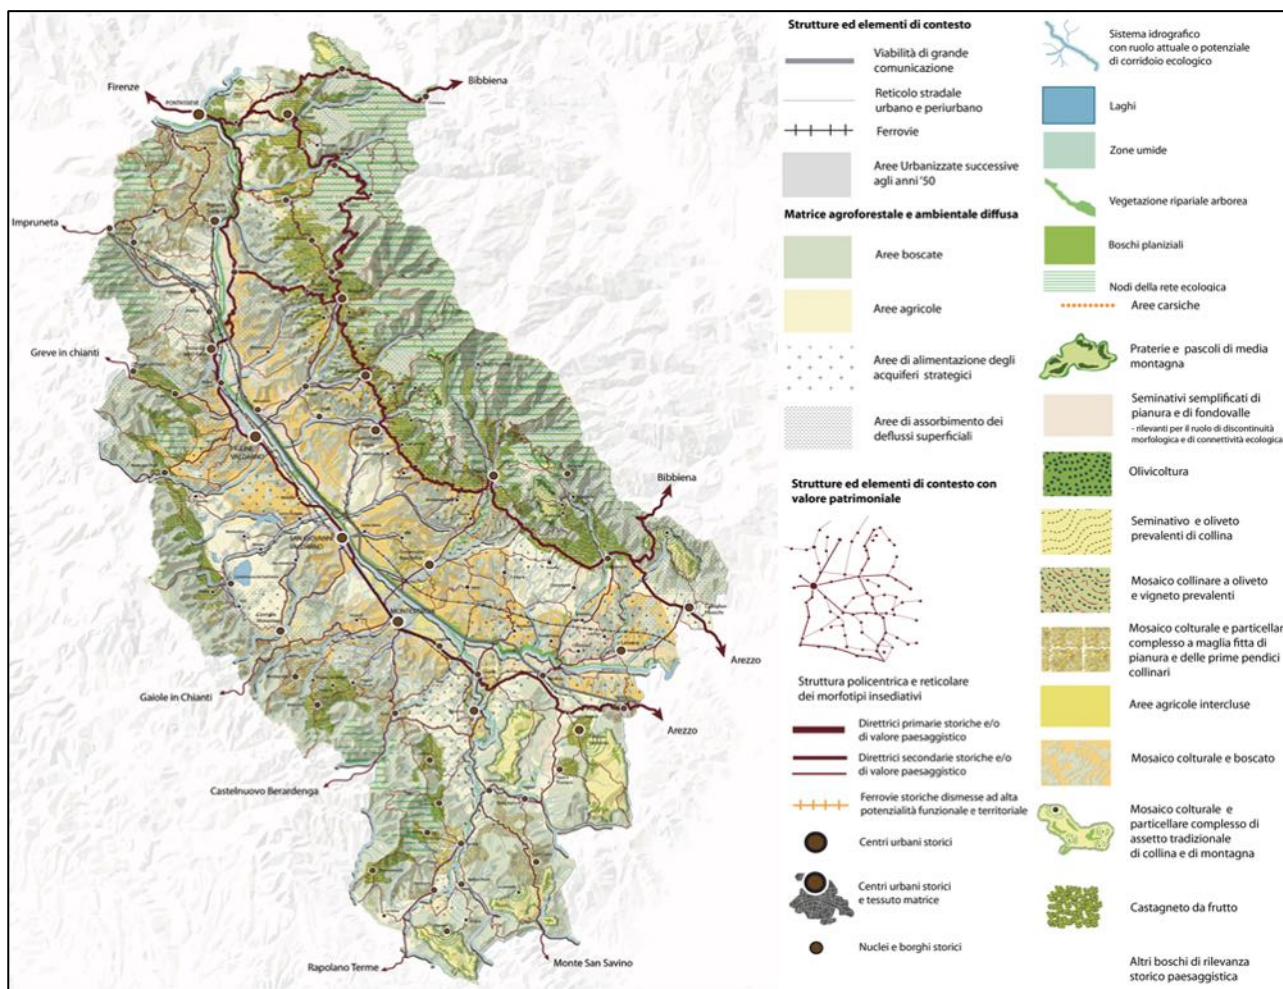 Firenze
PONTASSIEVE
Bibbiena
Impruneta
Greve in chianti
Bibbiena
SAN GIOVANNI
MONTEVARCHI
Arezzo
Gaiole in Chianti
Arezzo
Castelnuovo Berardenga
Rapolano Terme
Monte San Savino
Strutture ed elementi di contesto
Viabilità di grande
comunicazione
Reticolo stradale
urbano e periurbano
Ferrovie
Aree Urbanizzate successive
agli anni '50
Matrice agroforestale e ambientale diffusa
Aree boscate
Aree agricole
Aree di alimentazione degli
acquiferi strategici
Aree di assorbimento dei
deflussi superficiali
Strutture ed elementi di contesto con
valore patrimoniale
Struttura policentrica e reticolare
dei morfotipi insediativi
Direttrici primarie storiche e/o
di valore paesaggistico
Direttrici secondarie storiche e/o
di valore paesaggistico
Ferrovie storiche dismesse ad alta
potenzialità funzionale e territoriale
Centri urbani storici
Centri urbani storici
e tessuto matrice
Nuclei e borghi storici
Sistema idrografico
con ruolo attuale o potenziale
di corridoio ecologico
Laghi
Zone umide
Vegetazione ripariale arborea
Boschi planiziali
Nodi della rete ecologica
Aree carsiche
Praterie e pascoli di media
montagna
Seminativi semplificati di
pianura e di fondovalle
- rilevanti per il ruolo di discontinuità
morfologica e di connettività ecologica
Olivicoltura
Seminativo e oliveto
prevalenti di collina
Mosaico collinare a oliveto
e vigneto prevalenti
Mosaico colturale e particellar
complesso a maglia fitta di
pianura e delle prime pendici
collinari
Aree agricole intercluse
Mosaico colturale e boscato
Mosaico colturale e
particellare complesso di
assetto tradizionale
di collina e di montagna
Castagneto da frutto
Altri boschi di rilevanza
storico paesaggistica